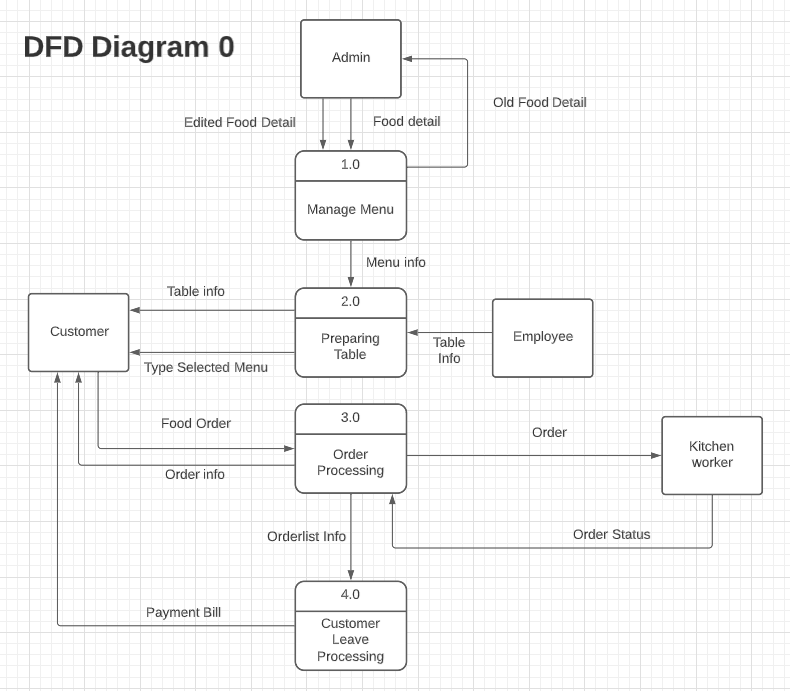 DFD Diagram 0
Admin
Old Food Detail
Edited Food Detail
Food detail
1.0
Manage Menu
Menu info
Table info
2.0
Customer
Preparing
Table
Table
Info
Employee
Type Selected Menu
3.0
Food Order
Order
Order
Processing
Kitchen
worker
Order info
Orderlist Info
Order Status
4.0
Payment Bill
Customer
Leave
Processing